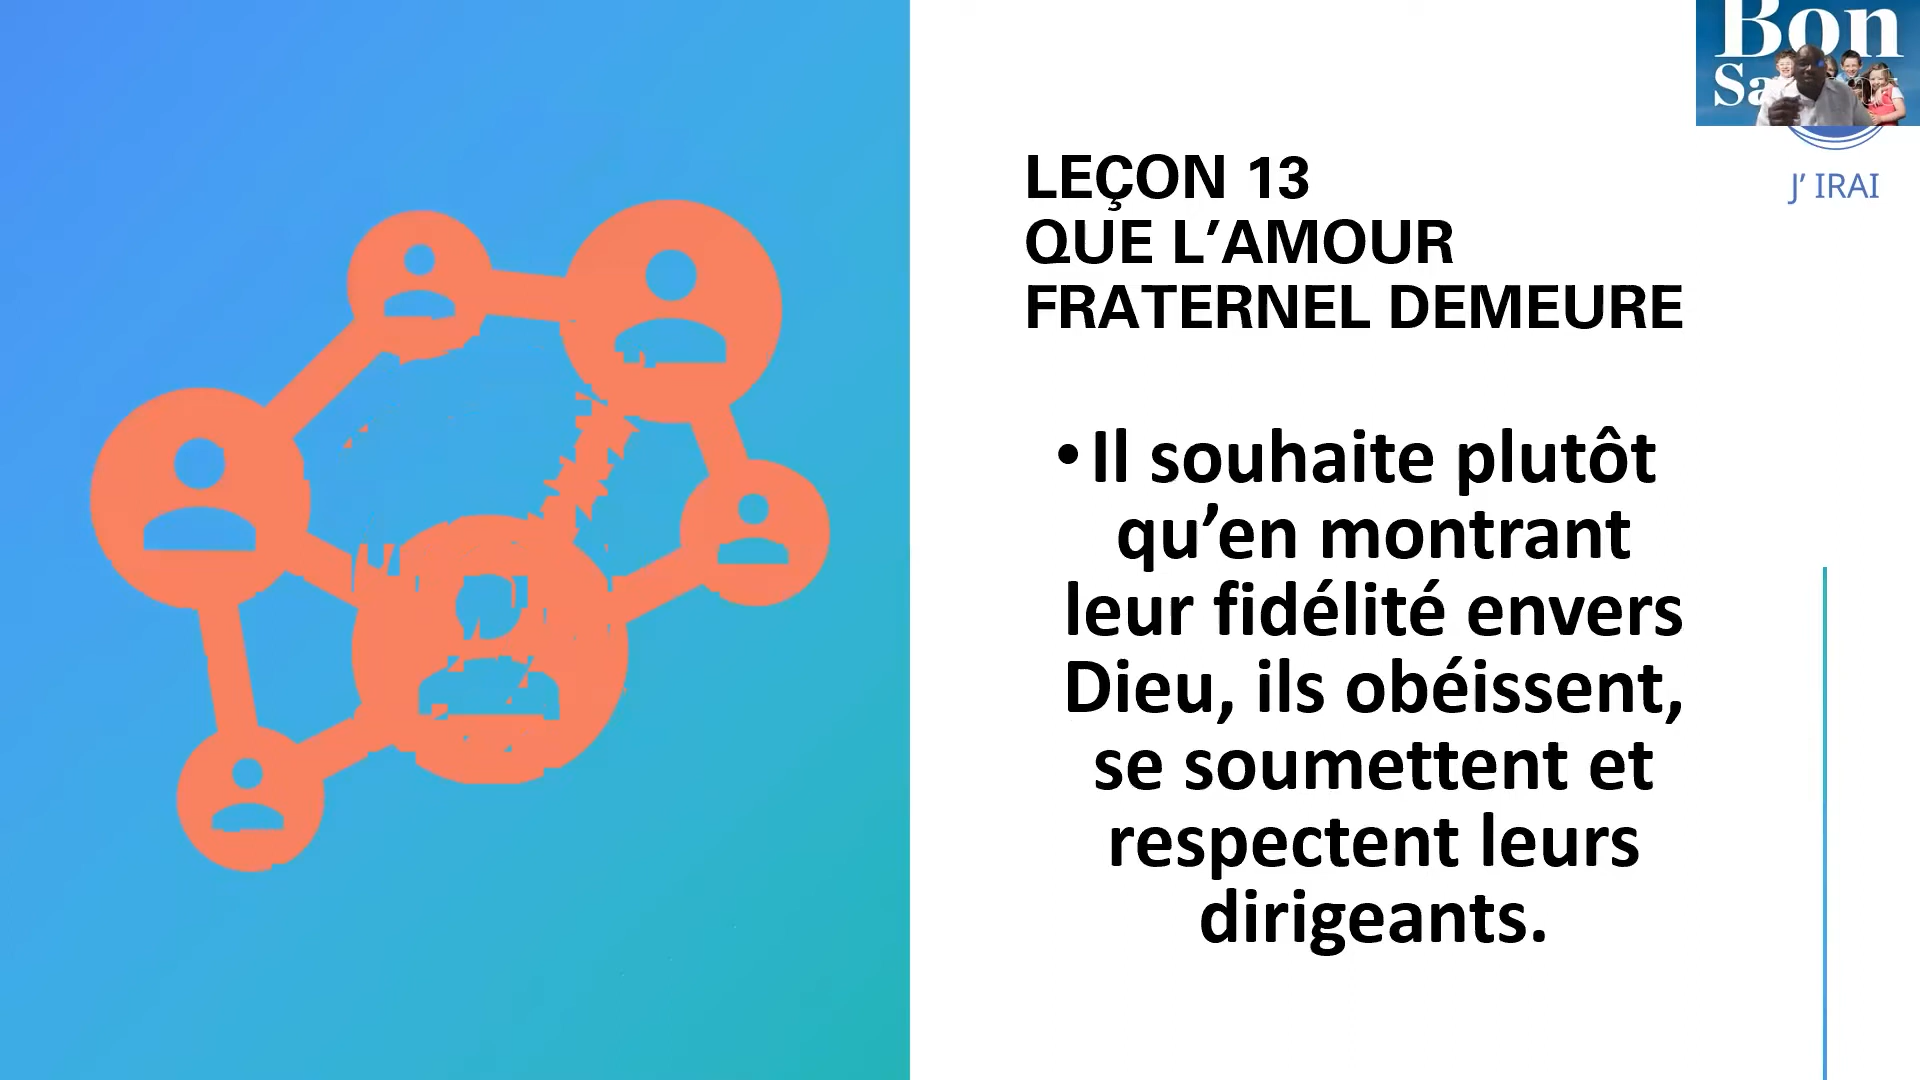 Bon
LEÇON 13
QUE L’AMOUR
FRATERNEL DEMEURE
J’ IRAI
•Il souhaite plutôt
qu’en montrant
leur fidélité envers
Dieu, ils obéissent,
se soumettent et
respectent leurs
dirigeants.